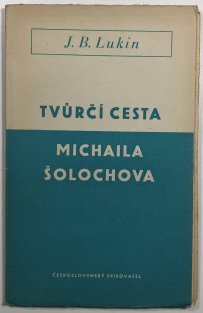 J. B. Lukin
TVŮRČÍ CESTA
MICHAILA
ŠOLOCHOVA
ČESKOSLOVENSKÝ SPISOVATEL